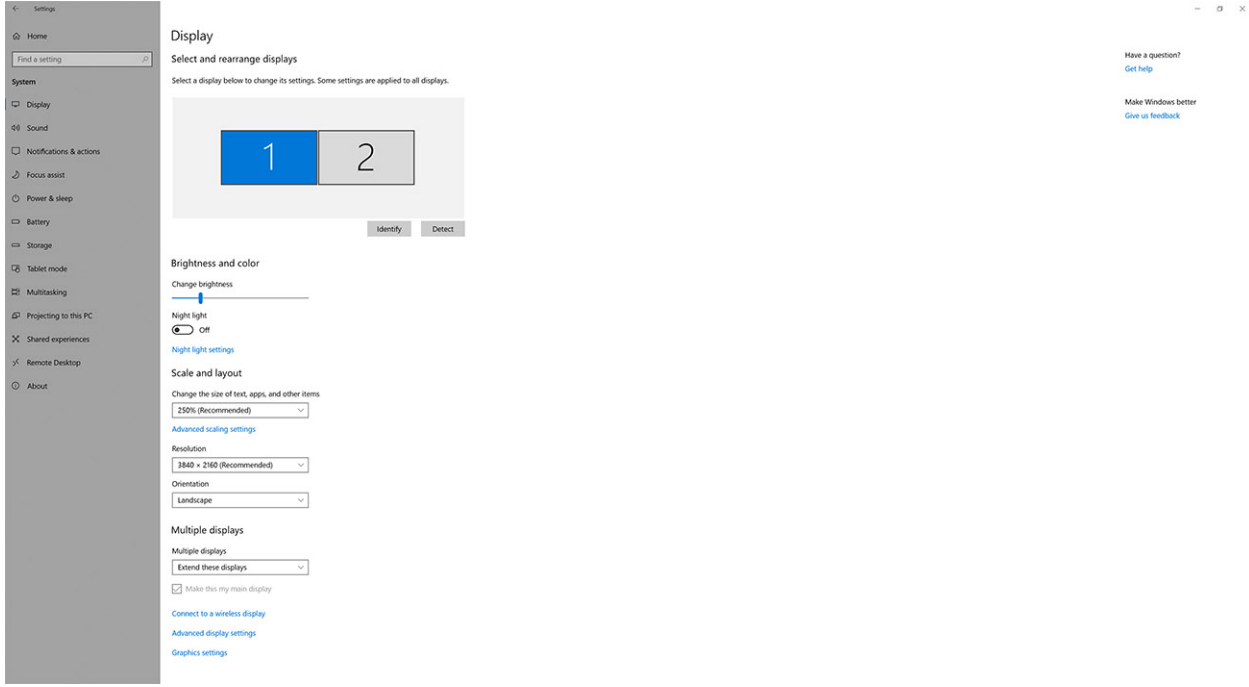 Settings
Home
Find a setting
System
Display
Sound
Notifications & actions
Focus assist
Power & sleep
Battery
Storage
Tablet mode
Multitasking
Projecting to this PC
Shared experiences
Remote Desktop
About
Display
Select and rearrange displays
Select a display below to change its settings. Some settings are applied to all displays.
1
2
Identify
Detect
Brightness and color
Change brightness
Night light
Off
Night light settings
Scale and layout
Change the size of text, apps, and other items
250% (Recommended)
Advanced scaling settings
Resolution
3840 × 2160 (Recommended)
Orientation
Landscape
Multiple displays
Multiple displays
Extend these displays
Make this my main display
Connect to a wireless display
Advanced display settings
Graphics settings
Have a question?
Get help
Make Windows better
Give us feedback